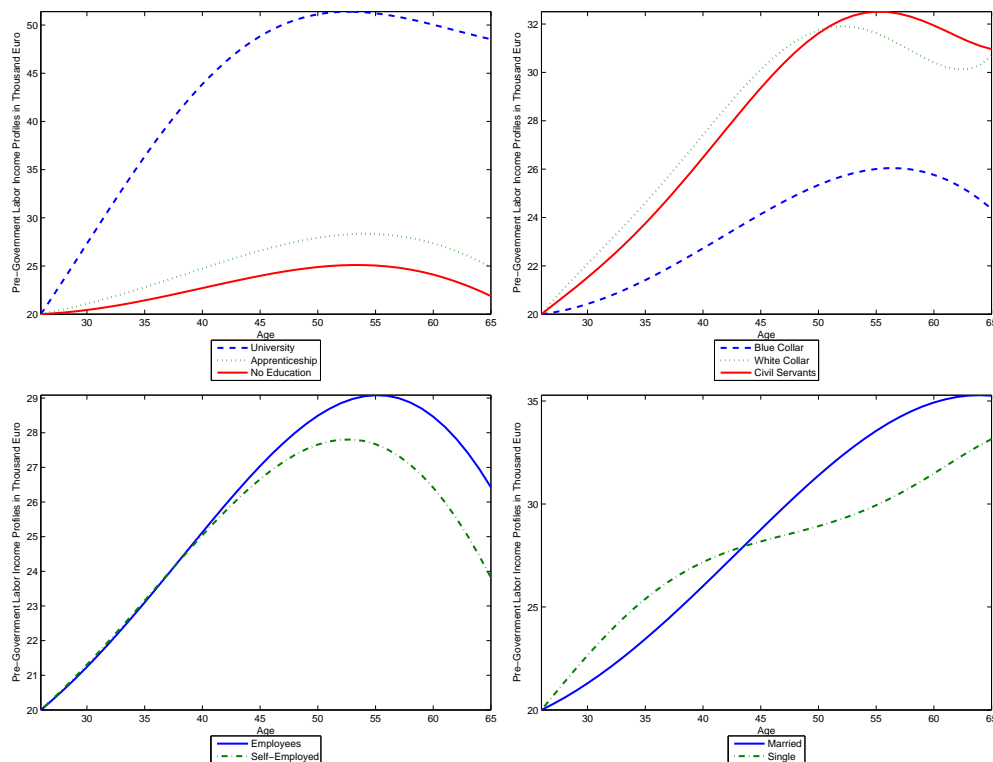 Pre-Government Labor Income Profiles in Thousand Euro
50
45
40
35
30
25
20
30 35 40 45 50 55 60 65
Age
University
Apprenticeship
No Education
Pre-Government Labor Income Profiles in Thousand Euro
32
30
28
26
24
22
20
30 35 40 45 50 55 60 65
Age
Blue Collar
White Collar
Civil Servants
Pre-Government Labor Income Profiles in Thousand Euro
29
28
27
26
25
24
23
22
21
20
30 35 40 45 50 55 60 65
Age
Employees
Self-Employed
Pre-Government Labor Income Profiles in Thousand Euro
35
30
25
20
30 35 40 45 50 55 60 65
Age
Married
Single